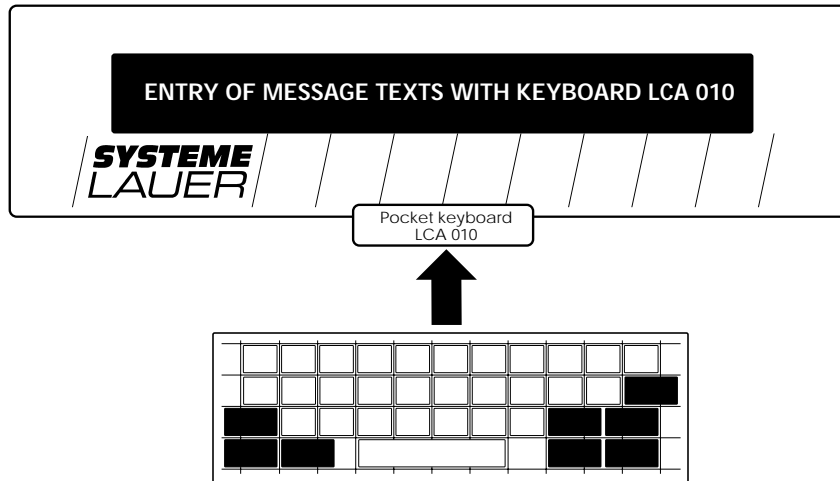 ENTRY OF MESSAGE TEXTS WITH KEYBOARD LCA 010
SYSTEME
LAUER
Pocket keyboard
LCA 010